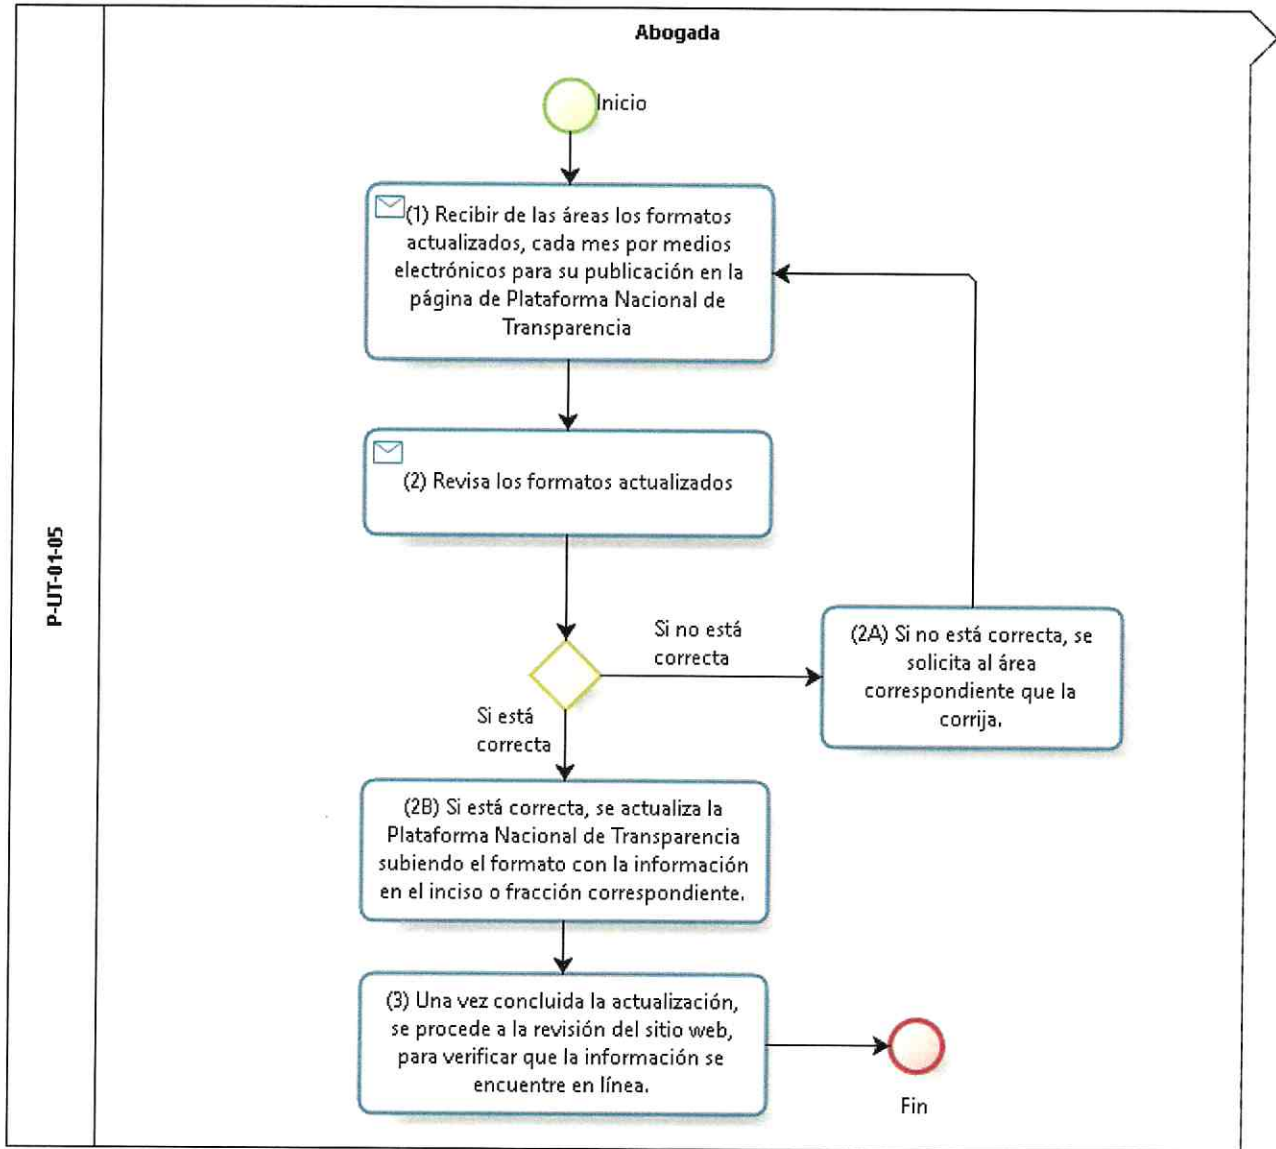 Abogada
Inicio
(1) Recibir de las áreas los formatos
actualizados, cada mes por medios
electrónicos para su publicación en la
página de Plataforma Nacional de
Transparencia
(2) Revisa los formatos actualizados
P-UT-01-05
Si no está
correcta
(2A) Si no está correcta, se
solicita al área
correspondiente que la
corrija.
Si está
correcta
(2B) Si está correcta, se actualiza la
Plataforma Nacional de Transparencia
subiendo el formato con la información
en el inciso o fracción correspondiente.
(3) Una vez concluida la actualización,
se procede a la revisión del sitio web,
para verificar que la información se
encuentre en línea.
Fin